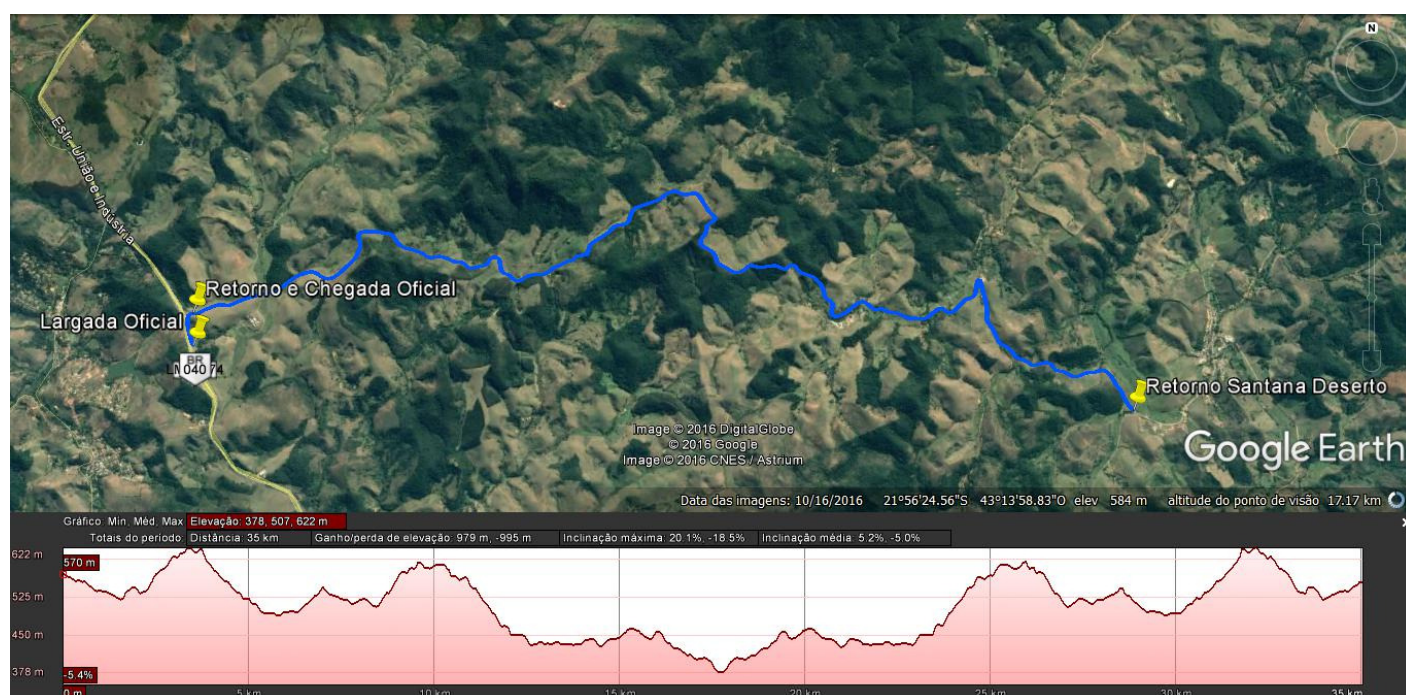 N
Estr. União e Indústria
Retorno e Chegada Oficial
Largada Oficial
BR
040
Retorno Santana Deserto
Image © 2016 DigitalGlobe
© 2016 Google
Image © 2016 CNES / Astrium
Google Earth
Data das imagens: 10/16/2016 21°56'24.56"S 43°13'58.83"O elev 584 m altitude do ponto de visão 17.17 km
Gráfico: Mín, Méd, Máx Elevação: 378, 507, 622 m
Totais do período: Distância: 35 km Ganho/perda de elevação: 979 m, -995 m Inclinação máxima: 20.1%, -18.5% Inclinação média: 5.2%, -5.0%
622 m
570 m
525 m
450 m
378 m
-5.4%
0 m 5 km 10 km 15 km 20 km 25 km 30 km 35 km